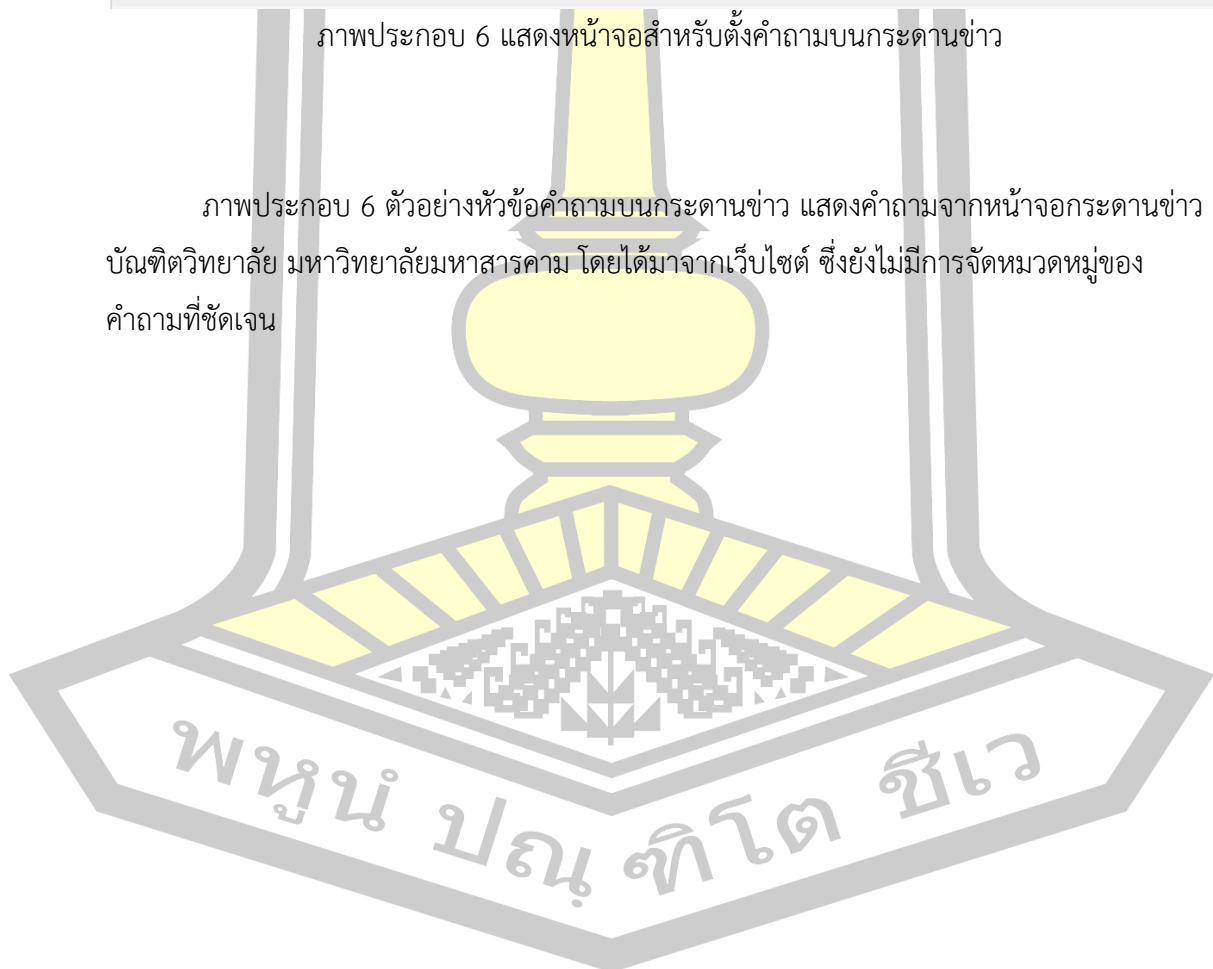 ภาพประกอบ 6 แสดงหน้าจอสำหรับตั้งคำถามบนกระดานข่าว
ภาพประกอบ 6 ตัวอย่างหัวข้อคำถามบนกระดานข่าว แสดงคำถามจากหน้าจอกระดานข่าว
บัณฑิตวิทยาลัย มหาวิทยาลัยมหาสารคาม โดยได้มาจากเว็บไซต์ ซึ่งยังไม่มีการจัดหมวดหมู่ของ
คำถามที่ชัดเจน
พหูนํ ปณฺฑิโต ชีเว